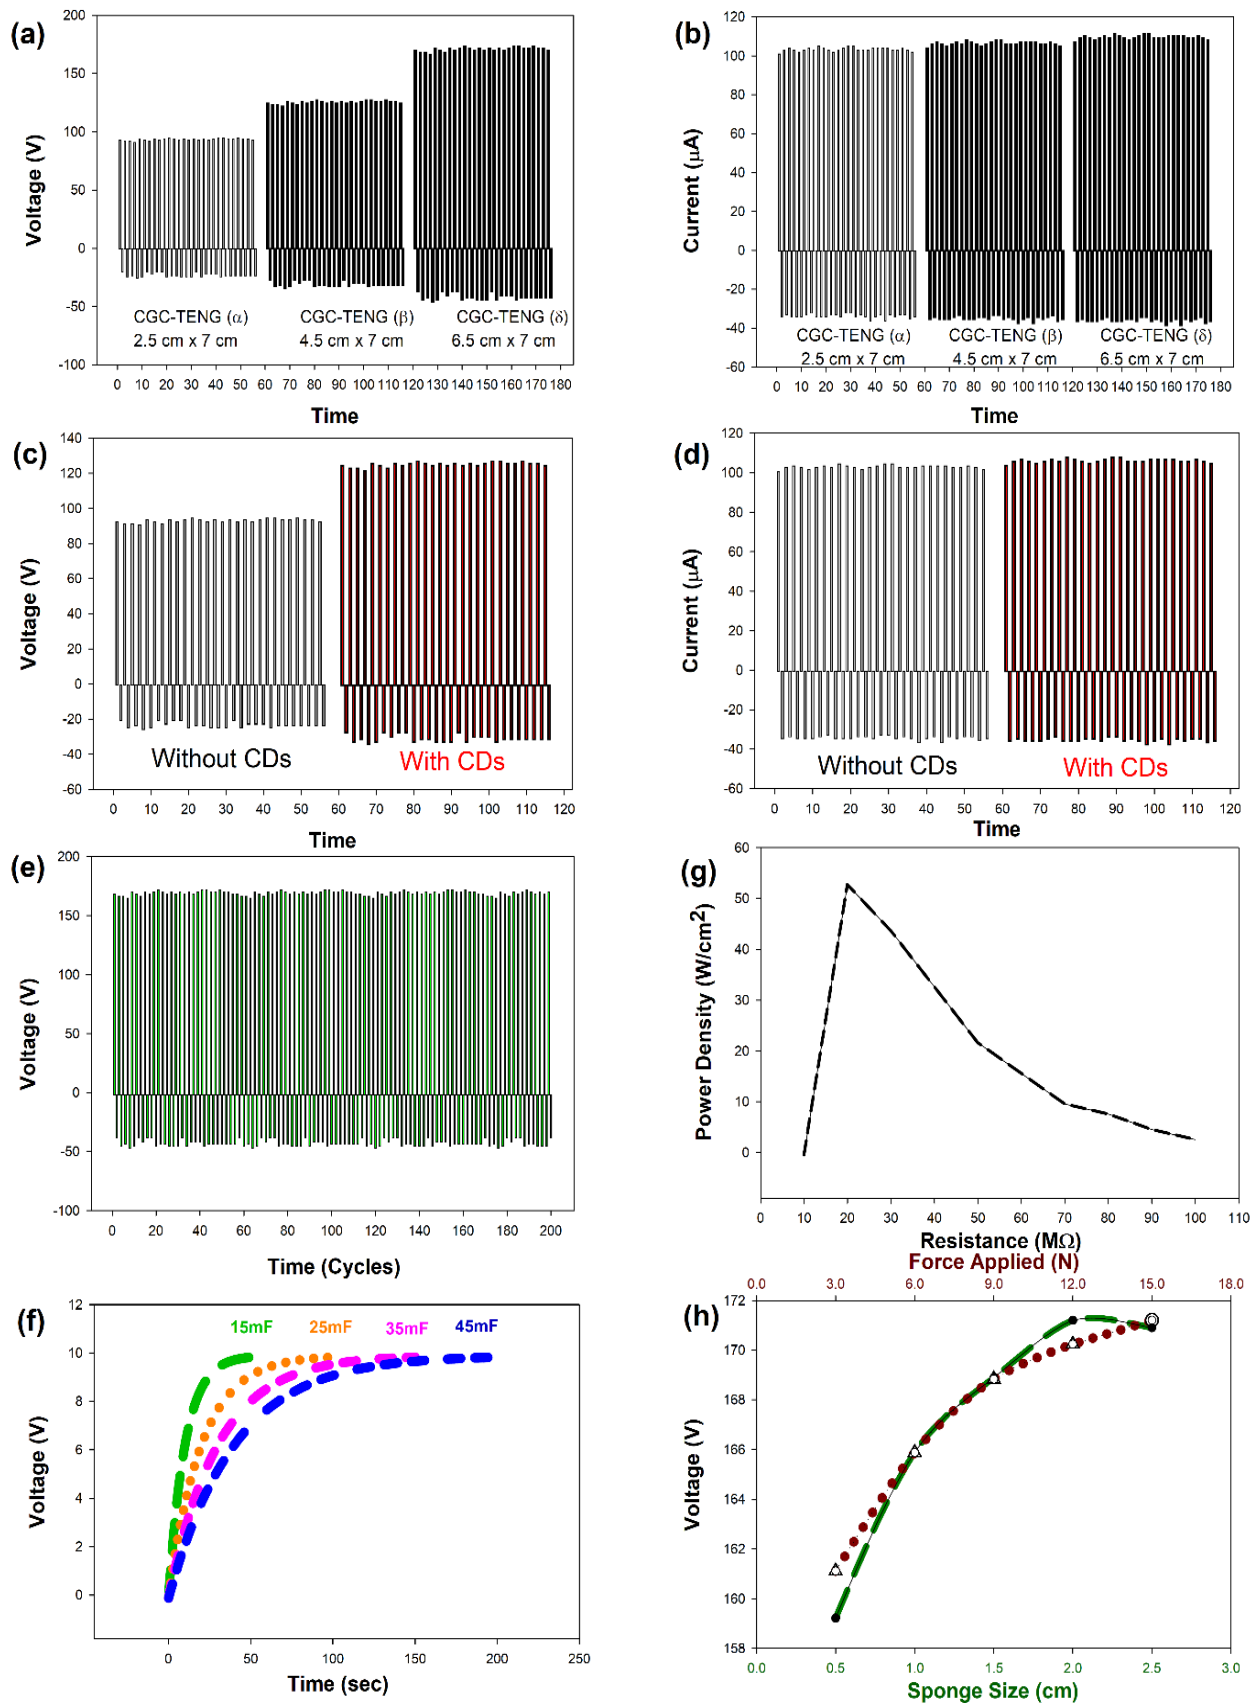 (a)
Voltage (V)
200
150
100
50
0
-50
-100
CGC-TENG (α)
2.5 cm x 7 cm
CGC-TENG (β)
4.5 cm x 7 cm
CGC-TENG (δ)
6.5 cm x 7 cm
0 10 20 30 40 50 60 70 80 90 100 110 120 130 140 150 160 170 180
Time
(b)
Current (μA)
120
100
80
60
40
20
0
-20
-40
-60
CGC-TENG (α)
2.5 cm x 7 cm
CGC-TENG (β)
4.5 cm x 7 cm
CGC-TENG (δ)
6.5 cm x 7 cm
0 10 20 30 40 50 60 70 80 90 100 110 120 130 140 150 160 170 180
Time
(c)
Voltage (V)
140
120
100
80
60
40
20
0
-20
-40
-60
Without CDs
With CDs
0 10 20 30 40 50 60 70 80 90 100 110 120
Time
(d)
Current (μA)
120
100
80
60
40
20
0
-20
-40
-60
Without CDs
With CDs
0 10 20 30 40 50 60 70 80 90 100 110 120
Time
(e)
Voltage (V)
200
150
100
50
0
-50
-100
0 20 40 60 80 100 120 140 160 180 200
Time (Cycles)
(g)
Power Density (W/cm²)
60
50
40
30
20
10
0
0 10 20 30 40 50 60 70 80 90 100 110
Resistance (MΩ)
(f)
Voltage (V)
12
10
8
6
4
2
0
15mF
25mF
35mF
45mF
-50 0 50 100 150 200 250
Time (sec)
Force Applied (N)
0.0 3.0 6.0 9.0 12.0 15.0 18.0
(h)
Voltage (V)
172
170
168
166
164
162
160
158
0.0 0.5 1.0 1.5 2.0 2.5 3.0
Sponge Size (cm)